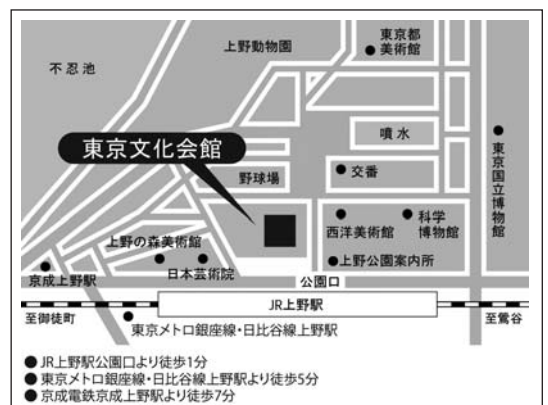 上野動物園
東京都
美術館
不忍池
噴水
東京文化会館
野球場
交番
東京国立博物館
上野の森美術館
西洋美術館
科学
博物館
京成上野駅
日本芸術院
上野公園案内所
公園口
JR上野駅
至御徒町
至鶯谷
東京メトロ銀座線・日比谷線上野駅
●JR上野駅公園口より徒歩1分
●東京メトロ銀座線・日比谷線上野駅より徒歩5分
●京成電鉄京成上野駅より徒歩7分